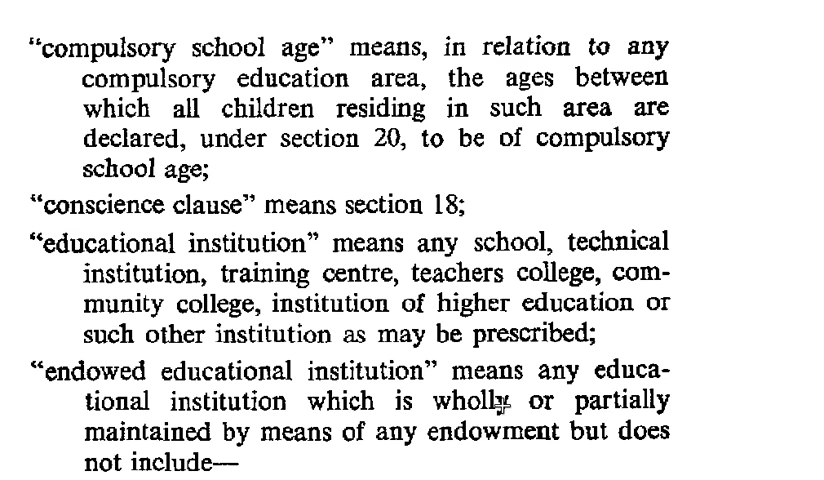 “compulsory school age” means, in relation to any
compulsory education area, the ages between
which all children residing in such area are
declared, under section 20, to be of compulsory
school age;
“conscience clause” means section 18;
“educational institution” means any school, technical
institution, training centre, teachers college, com-
munity college, institution of higher education or
such other institution as may be prescribed;
“endowed educational institution” means any educa-
tional institution which is wholly or partially
maintained by means of any endowment but does
not include—